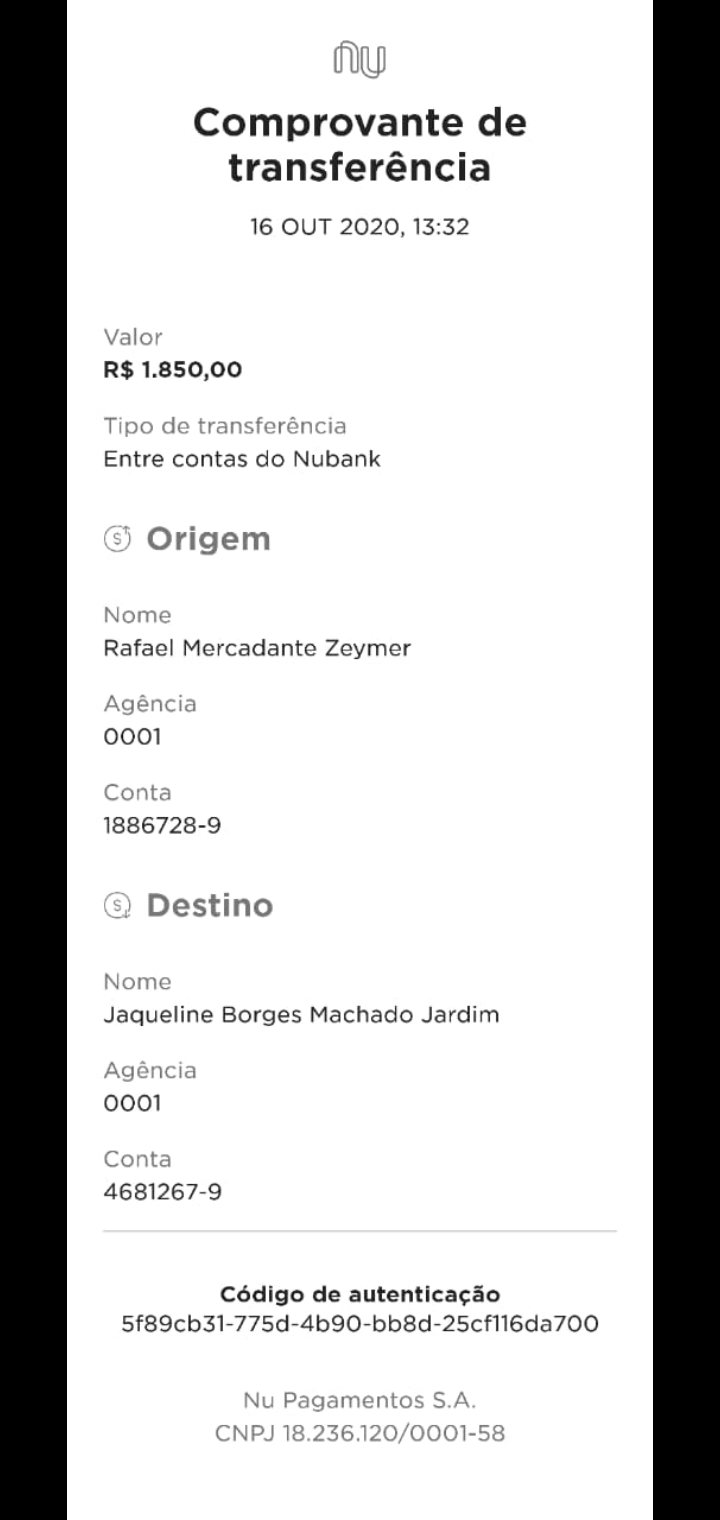 nu
Comprovante de
transferência
16 OUT 2020, 13:32
Valor
R$ 1.850,00
Tipo de transferência
Entre contas do Nubank
Origem
Nome
Rafael Mercadante Zeymer
Agência
0001
Conta
1886728-9
Destino
Nome
Jaqueline Borges Machado Jardim
Agência
0001
Conta
4681267-9
Código de autenticação
5f89cb31-775d-4b90-bb8d-25cf116da700
Nu Pagamentos S.A.
CNPJ 18.236.120/0001-58